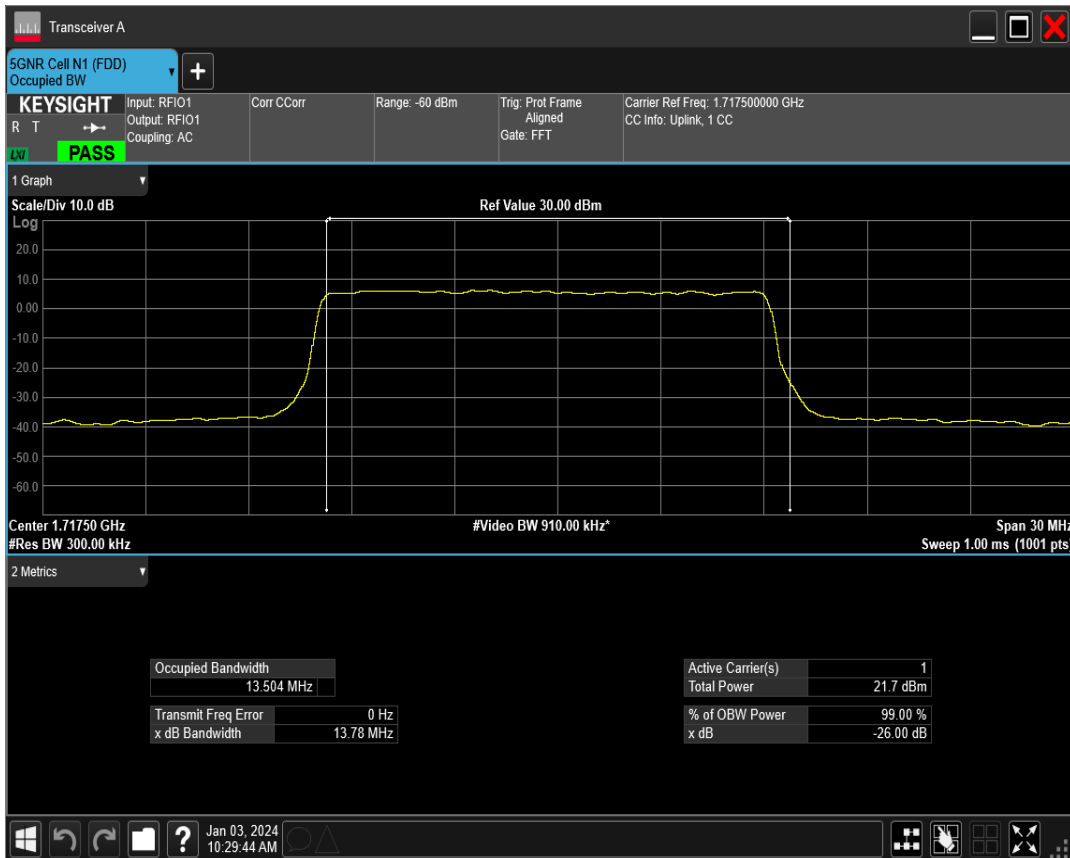 Transceiver A
5GNR Cell N1 (FDD)
Occupied BW
+
KEYSIGHT
R T
LXI
PASS
Input: RFIO1
Output: RFIO1
Coupling: AC
Corr CCorr
Range: -60 dBm
Trig: Prot Frame
Aligned
Gate: FFT
Carrier Ref Freq: 1.717500000 GHz
CC Info: Uplink, 1 CC
1 Graph
Scale/Div 10.0 dB
Ref Value 30.00 dBm
Log
20.0
10.0
0.00
-10.0
-20.0
-30.0
-40.0
-50.0
-60.0
Center 1.71750 GHz
#Video BW 910.00 kHz*
Span 30 MHz
#Res BW 300.00 kHz
Sweep 1.00 ms (1001 pts)
2 Metrics
Occupied Bandwidth
13.504 MHz
Transmit Freq Error 0 Hz
x dB Bandwidth 13.78 MHz
Active Carrier(s) 1
Total Power 21.7 dBm
% of OBW Power 99.00 %
x dB -26.00 dB
?
Jan 03, 2024
10:29:44 AM